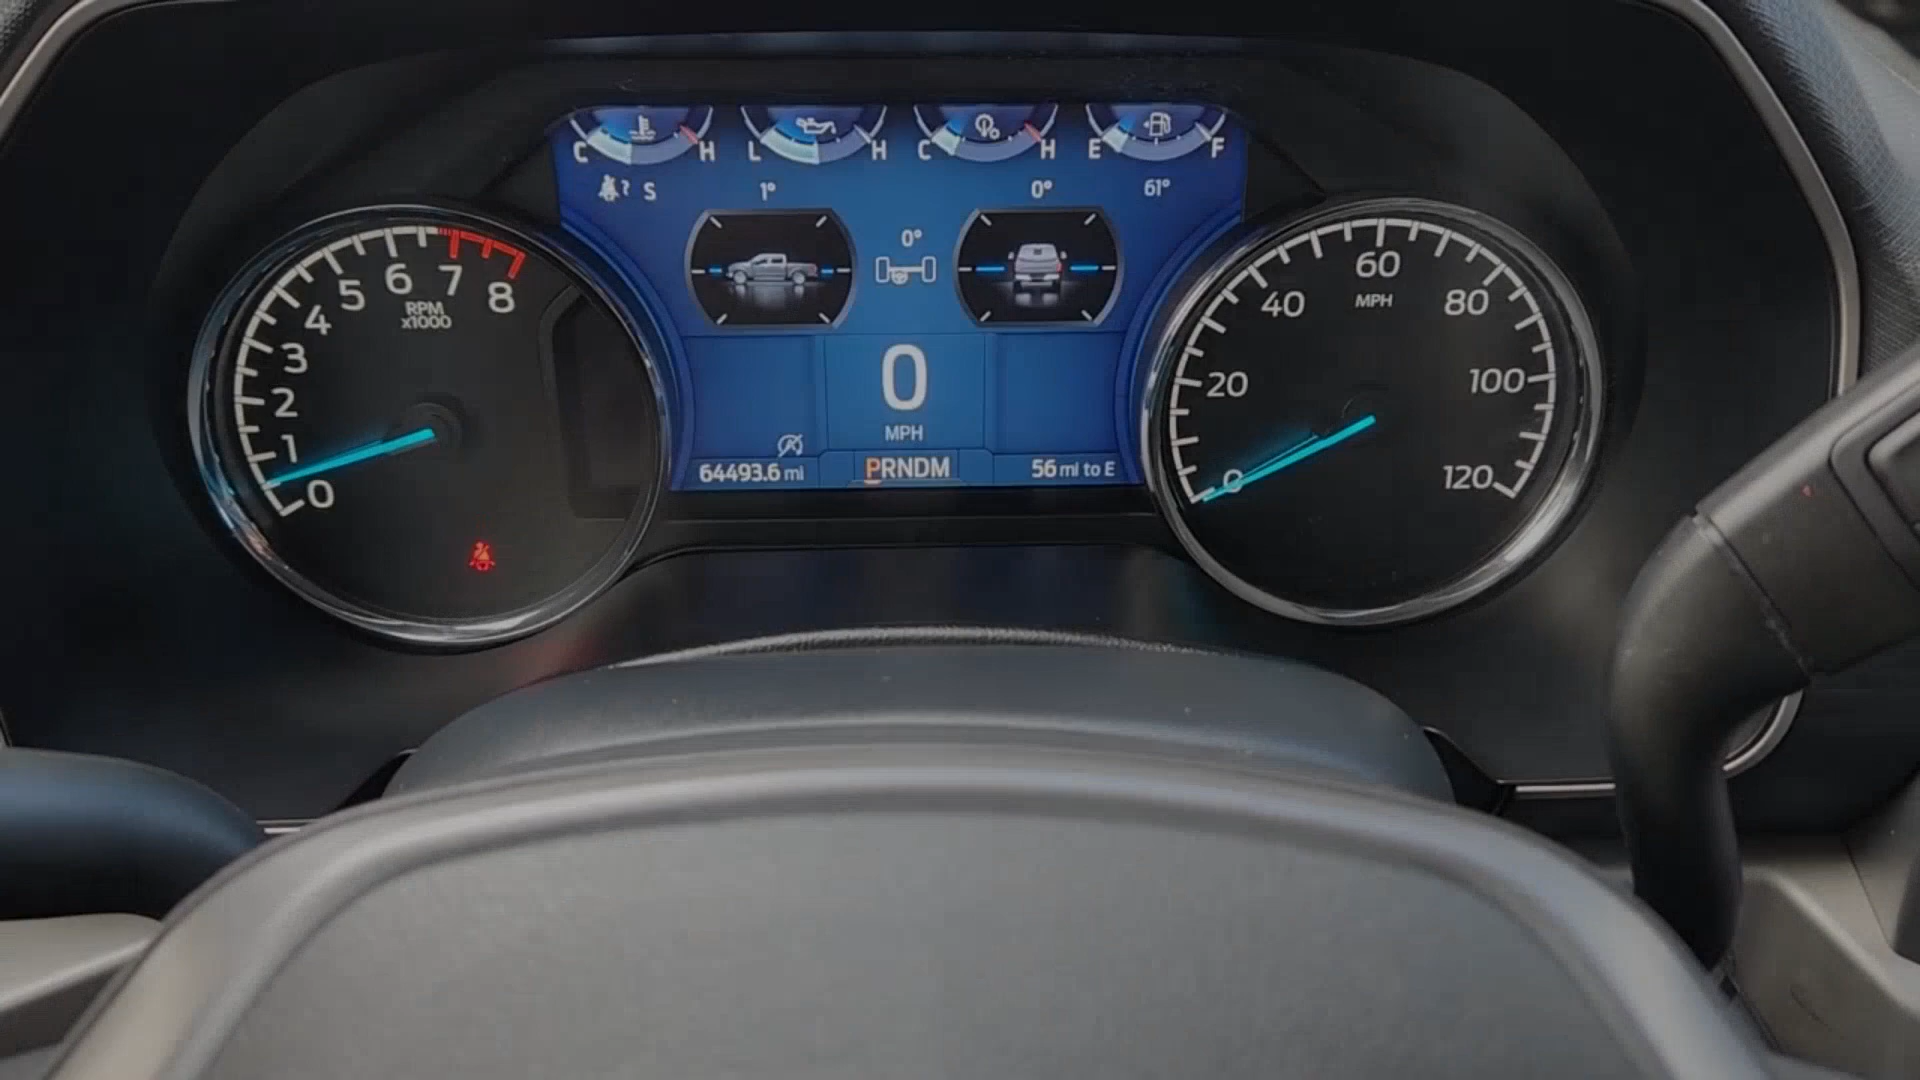 C H L H C H E F
? S 1° 0° 61°
0°
0 1 2 3 4 5 6 7 8
RPM
x1000
0
MPH
64493.6 mi
PRNDM
56 mi to E
0 20 40 60 80 100 120
MPH